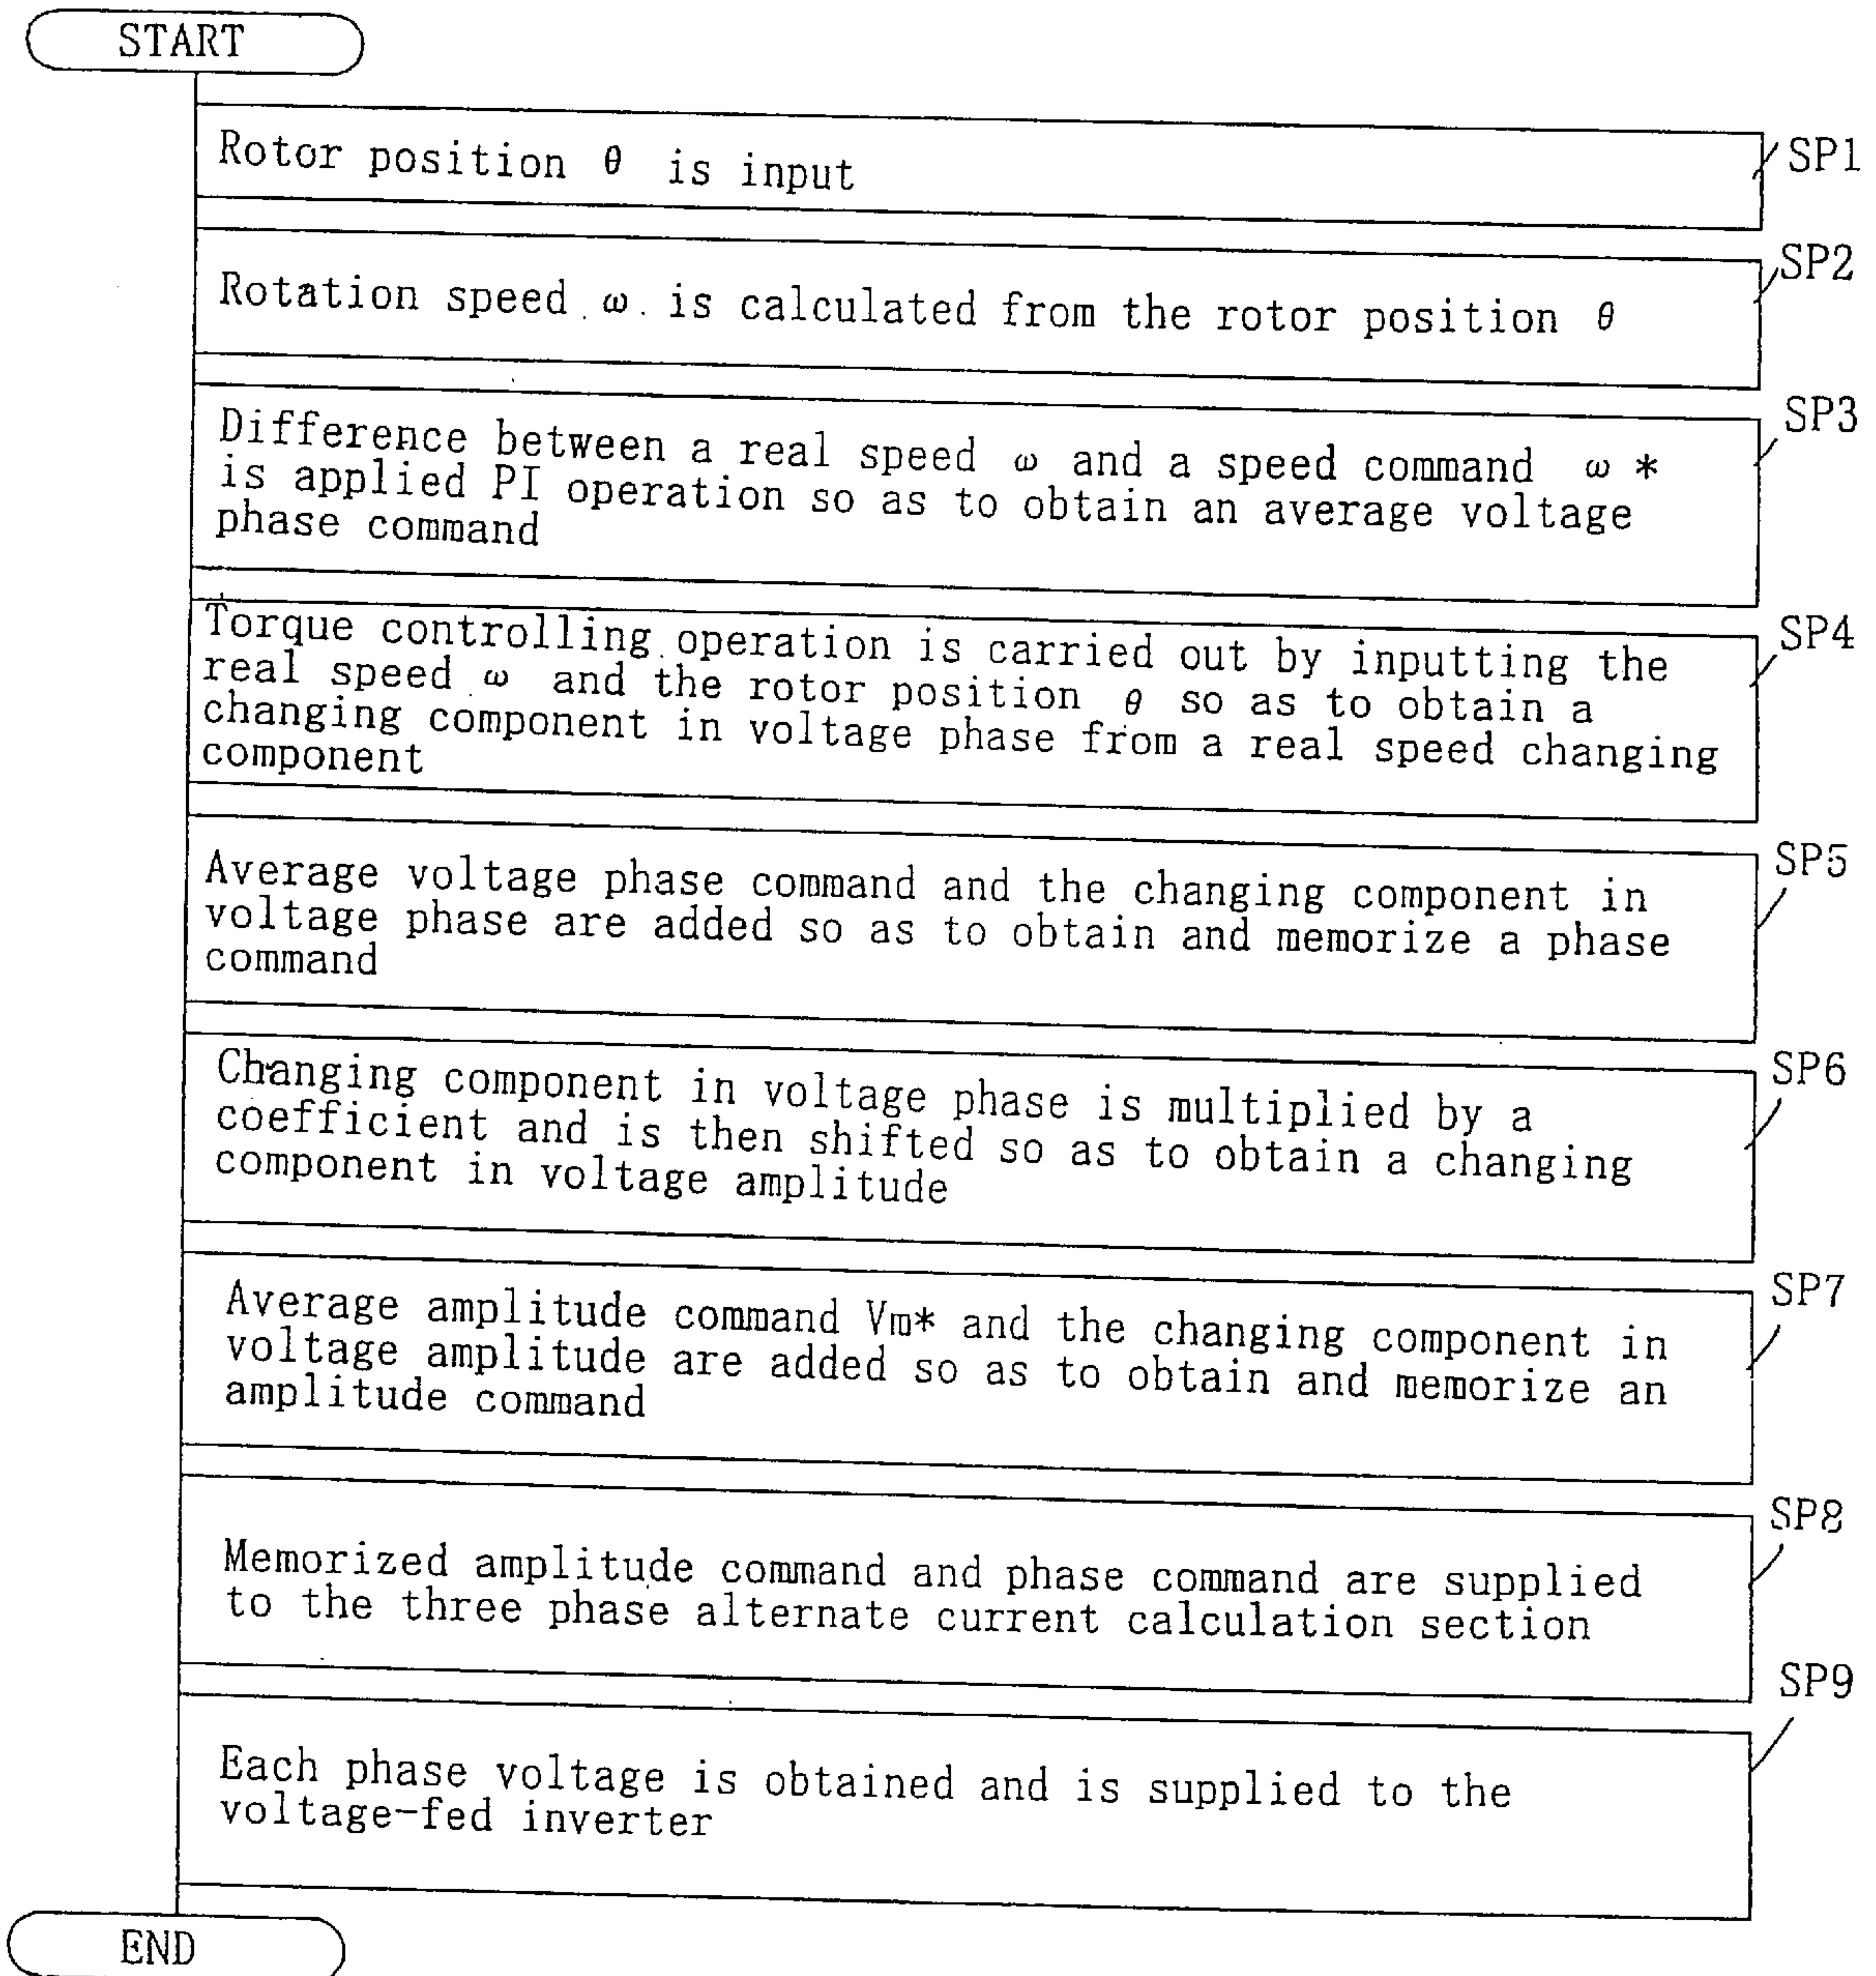 START
Rotor position θ is input
SP1
Rotation speed ω is calculated from the rotor position θ
SP2
Difference between a real speed ω and a speed command ω *
is applied PI operation so as to obtain an average voltage
phase command
SP3
Torque controlling operation is carried out by inputting the
real speed ω and the rotor position θ so as to obtain a
changing component in voltage phase from a real speed changing
component
SP4
Average voltage phase command and the changing component in
voltage phase are added so as to obtain and memorize a phase
command
SP5
Changing component in voltage phase is multiplied by a
coefficient and is then shifted so as to obtain a changing
component in voltage amplitude
SP6
Average amplitude command Vm* and the changing component in
voltage amplitude are added so as to obtain and memorize an
amplitude command
SP7
Memorized amplitude command and phase command are supplied
to the three phase alternate current calculation section
SP8
Each phase voltage is obtained and is supplied to the
voltage-fed inverter
SP9
END